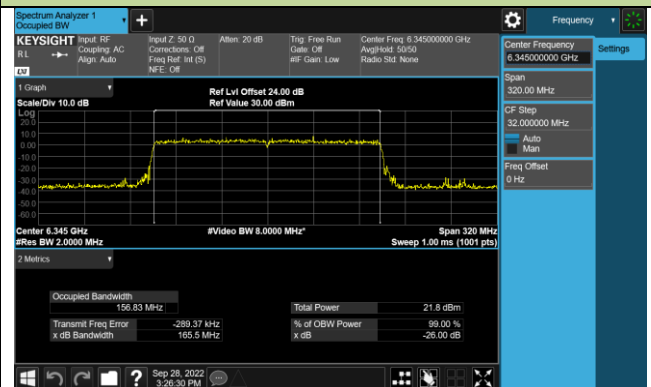 Spectrum Analyzer 1
Occupied BW
Frequency
KEYSIGHT
R L
LXI
Input: RF
Coupling: AC
Align: Auto
Input Z: 50 Ω
Corrections: Off
Freq Ref: Int (S)
NFE: Off
Atten: 20 dB
Trig: Free Run
Gate: Off
#IF Gain: Low
Center Freq: 6.345000000 GHz
Avg|Hold: 50/50
Radio Std: None
Center Frequency
6.345000000 GHz
Settings
Span
320.00 MHz
CF Step
32.000000 MHz
Auto
Man
Freq Offset
0 Hz
1 Graph
Scale/Div 10.0 dB
Ref Lvl Offset 24.00 dB
Ref Value 30.00 dBm
Log
20.0
10.0
0.00
-10.0
-20.0
-30.0
-40.0
-50.0
-60.0
Center 6.345 GHz
#Res BW 2.0000 MHz
#Video BW 8.0000 MHz*
Span 320 MHz
Sweep 1.00 ms (1001 pts)
2 Metrics
Occupied Bandwidth
156.83 MHz
Total Power 21.8 dBm
Transmit Freq Error -289.37 kHz
% of OBW Power 99.00 %
x dB Bandwidth 165.5 MHz
x dB -26.00 dB
?
Sep 28, 2022
3:26:30 PM